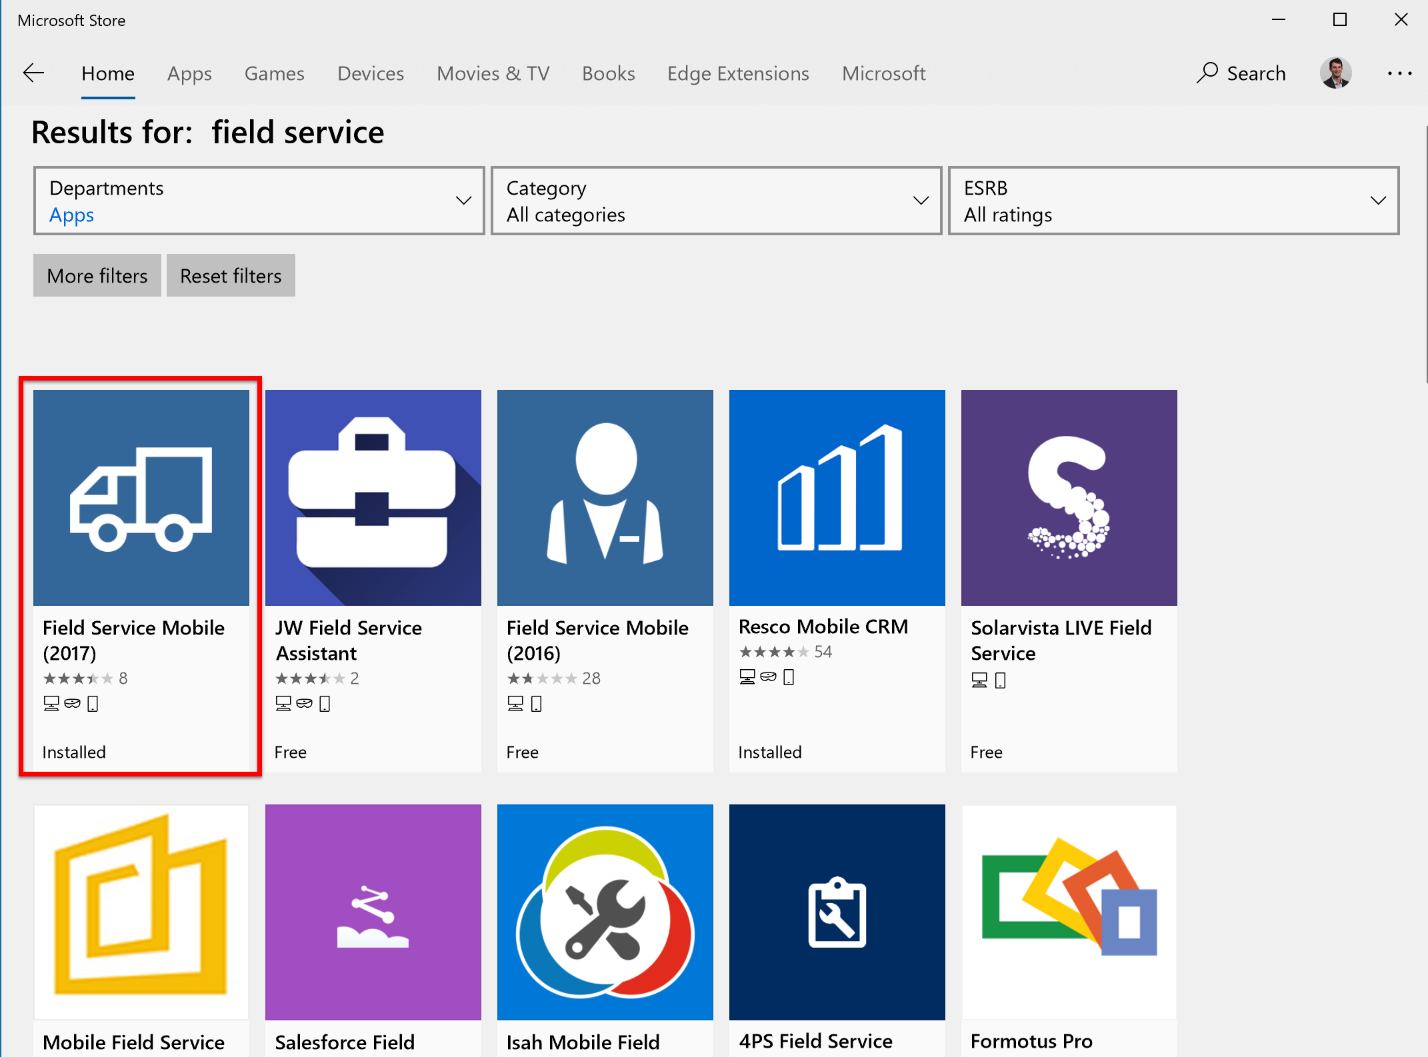 Microsoft Store
Home Apps Games Devices Movies & TV Books Edge Extensions Microsoft Search
Results for: field service
Departments
Apps
Category
All categories
ESRB
All ratings
More filters Reset filters
Field Service Mobile
(2017)
8
Installed
JW Field Service
Assistant
2
Free
Field Service Mobile
(2016)
28
Free
Resco Mobile CRM
54
Installed
Solarvista LIVE Field
Service
Free
Mobile Field Service
Salesforce Field
Isah Mobile Field
4PS Field Service
Formotus Pro